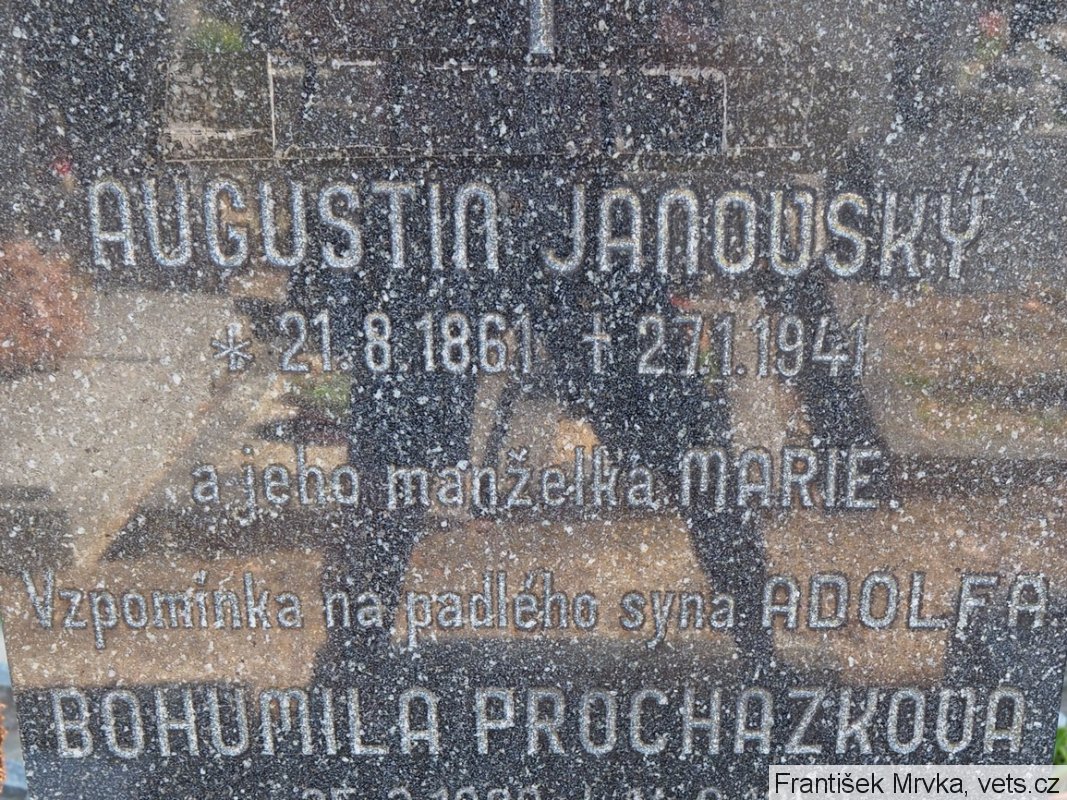 AUGUSTIN JANOUSKÝ
* 21.8.1861 † 27.1.1941
a jeho manželka MARIE.
Vzpomínka na padlého syna ADOLFA.
BOHUMILA PROCHÁZKOVÁ
František Mrvka, vets.cz